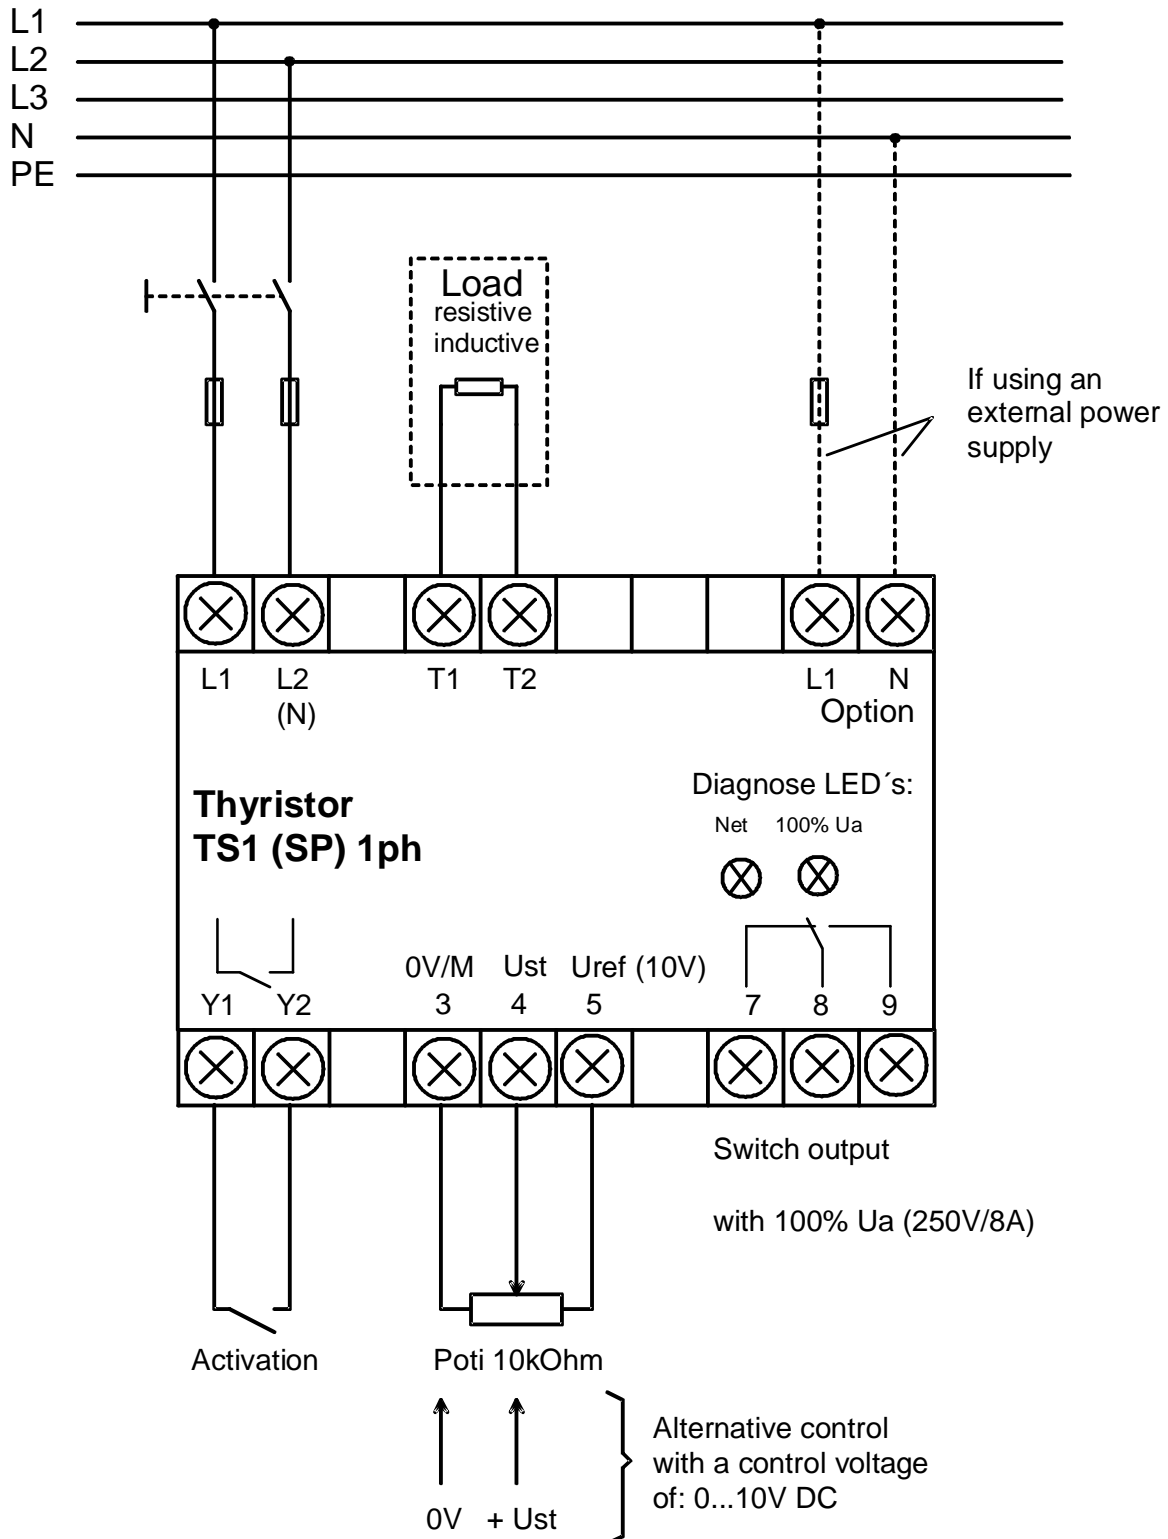 L1
L2
L3
N
PE
Load
resistive
inductive
If using an
external power
supply
L1 L2 T1 T2 L1 N
(N) Option
Thyristor
TS1 (SP) 1ph
Diagnose LED´s:
Net 100% Ua
0V/M Ust Uref (10V)
Y1 Y2 3 4 5 7 8 9
Switch output
with 100% Ua (250V/8A)
Activation Poti 10kOhm
Alternative control
with a control voltage
of: 0...10V DC
0V + Ust